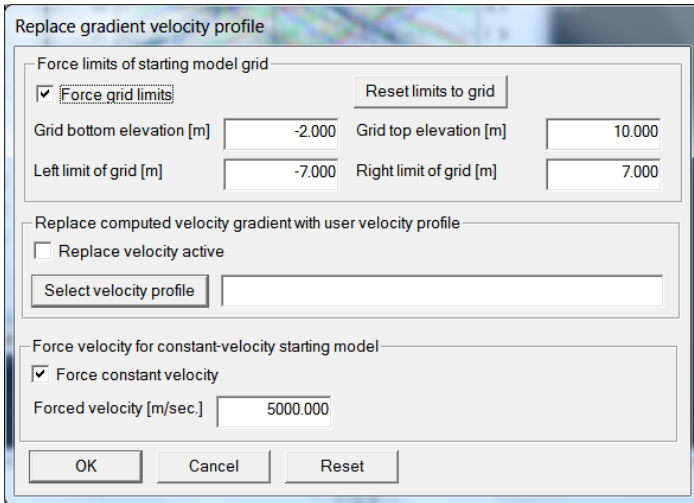 Replace gradient velocity profile
Force limits of starting model grid
Force grid limits
Reset limits to grid
Grid bottom elevation [m] -2.000 Grid top elevation [m] 10.000
Left limit of grid [m] -7.000 Right limit of grid [m] 7.000
Replace computed velocity gradient with user velocity profile
Replace velocity active
Select velocity profile
Force velocity for constant-velocity starting model
Force constant velocity
Forced velocity [m/sec.] 5000.000
OK Cancel Reset